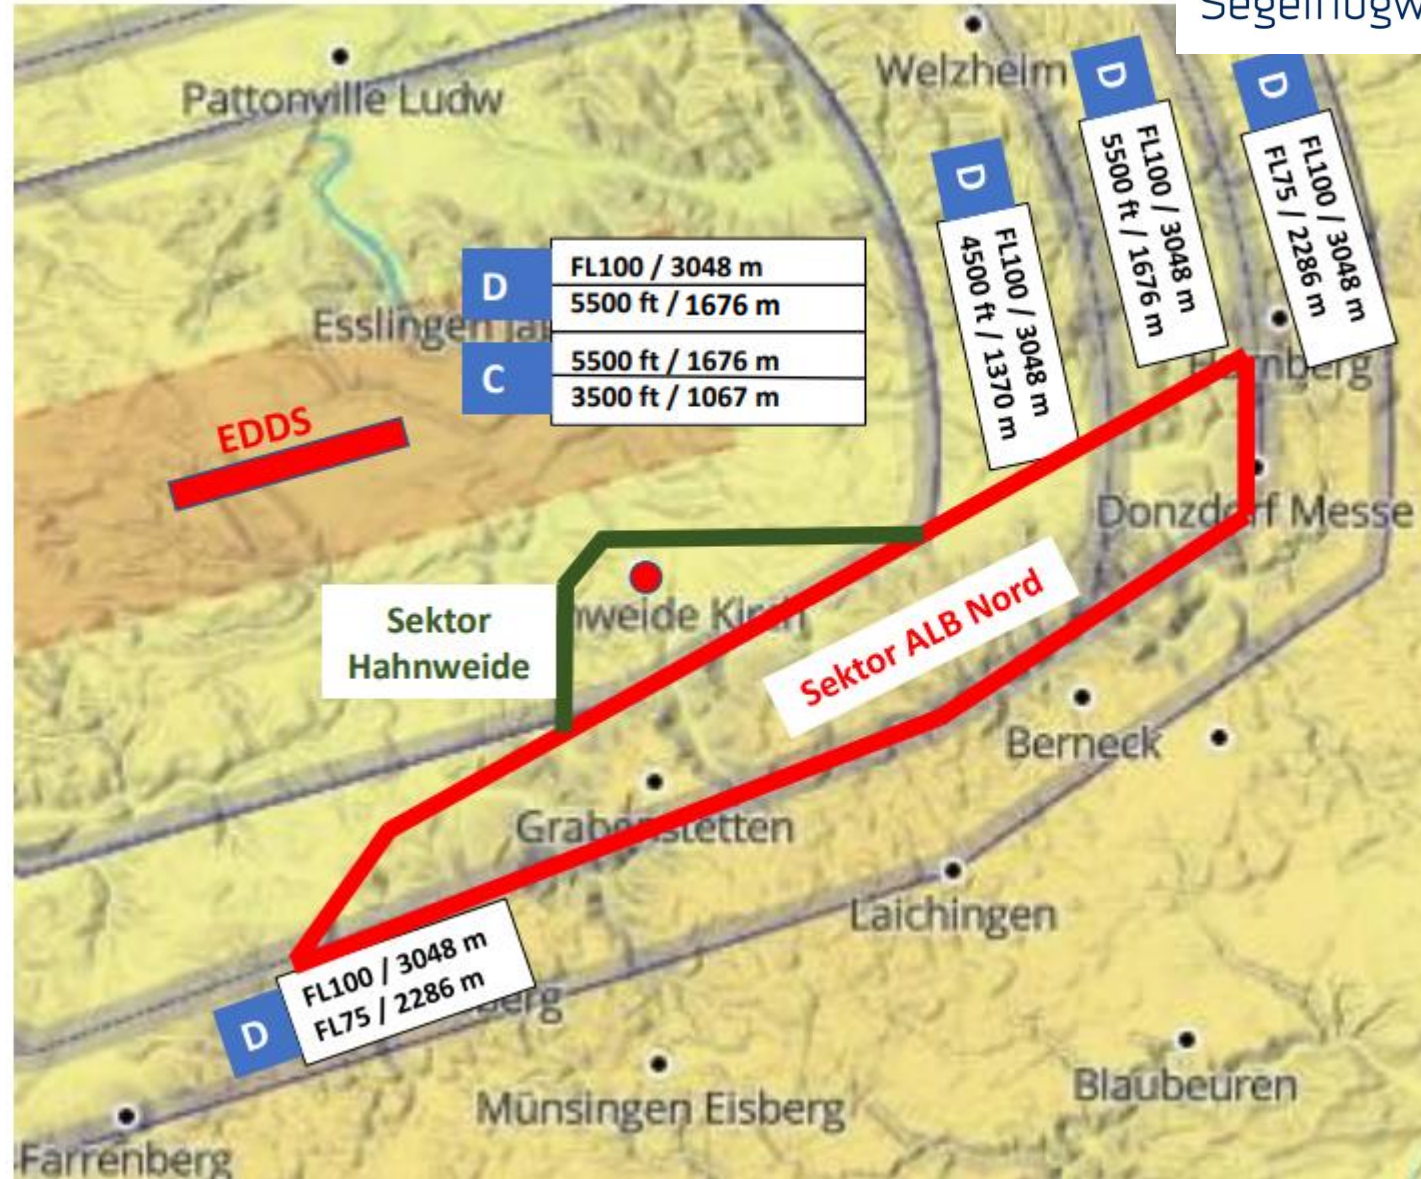 Pattonville Ludw
Welzheim
D
FL100 / 3048 m
5500 ft / 1676 m
D
FL100 / 3048 m
FL75 / 2286 m
D
FL100 / 3048 m
4500 ft / 1370 m
D
FL100 / 3048 m
5500 ft / 1676 m
C
5500 ft / 1676 m
3500 ft / 1067 m
Esslingen
EDDS
Donzdorf Messe
Sektor
Hahnweide
Sektor ALB Nord
Berneck
Grabenstetten
Laichingen
D
FL100 / 3048 m
FL75 / 2286 m
Münsingen Eisberg
Blaubeuren
Farrenberg